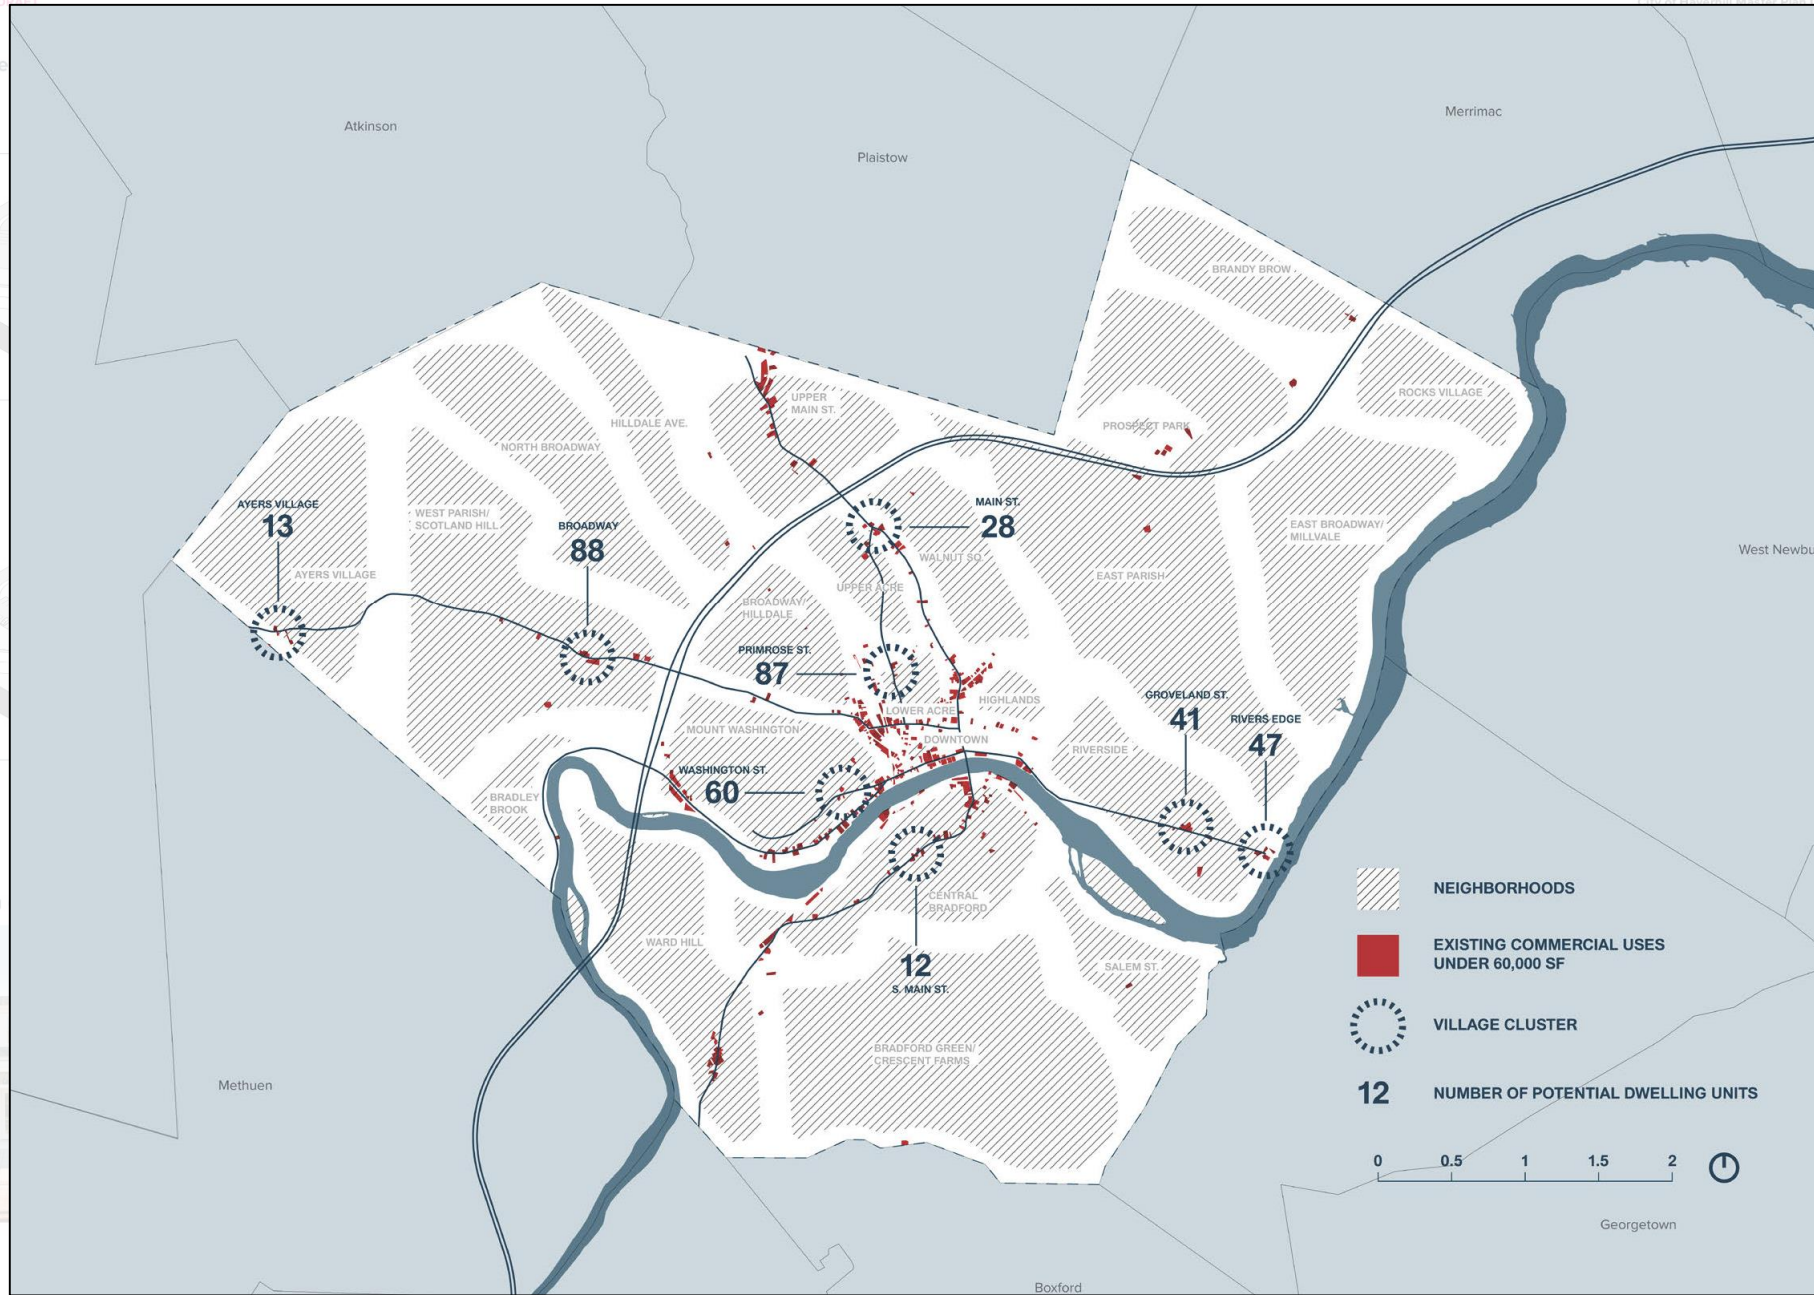 Atkinson
Plaistow
Merrimac
BRANDY BROW
ROCKS VILLAGE
UPPER
MAIN ST.
HILLDALE AVE.
PROSPECT PARK
NORTH BROADWAY
AYERS VILLAGE
13
WEST PARISH/
SCOTLAND HILL
BROADWAY
88
MAIN ST.
28
EAST BROADWAY/
MILLVALE
WALNUT SQ.
AYERS VILLAGE
EAST PARISH
UPPER ACRE
BROADWAY/
HILLDALE
PRIMROSE ST.
87
HIGHLANDS
LOWER ACRE
GROVELAND ST.
41
RIVERS EDGE
47
MOUNT WASHINGTON
DOWNTOWN
RIVERSIDE
WASHINGTON ST.
60
BRADLEY
BROOK
CENTRAL
BRADFORD
WARD HILL
12
S. MAIN ST.
SALEM ST.
BRADFORD GREEN/
CRESCENT FARMS
West Newbu
Methuen
Georgetown
Boxford
NEIGHBORHOODS
EXISTING COMMERCIAL USES
UNDER 60,000 SF
VILLAGE CLUSTER
12 NUMBER OF POTENTIAL DWELLING UNITS
0 0.5 1 1.5 2